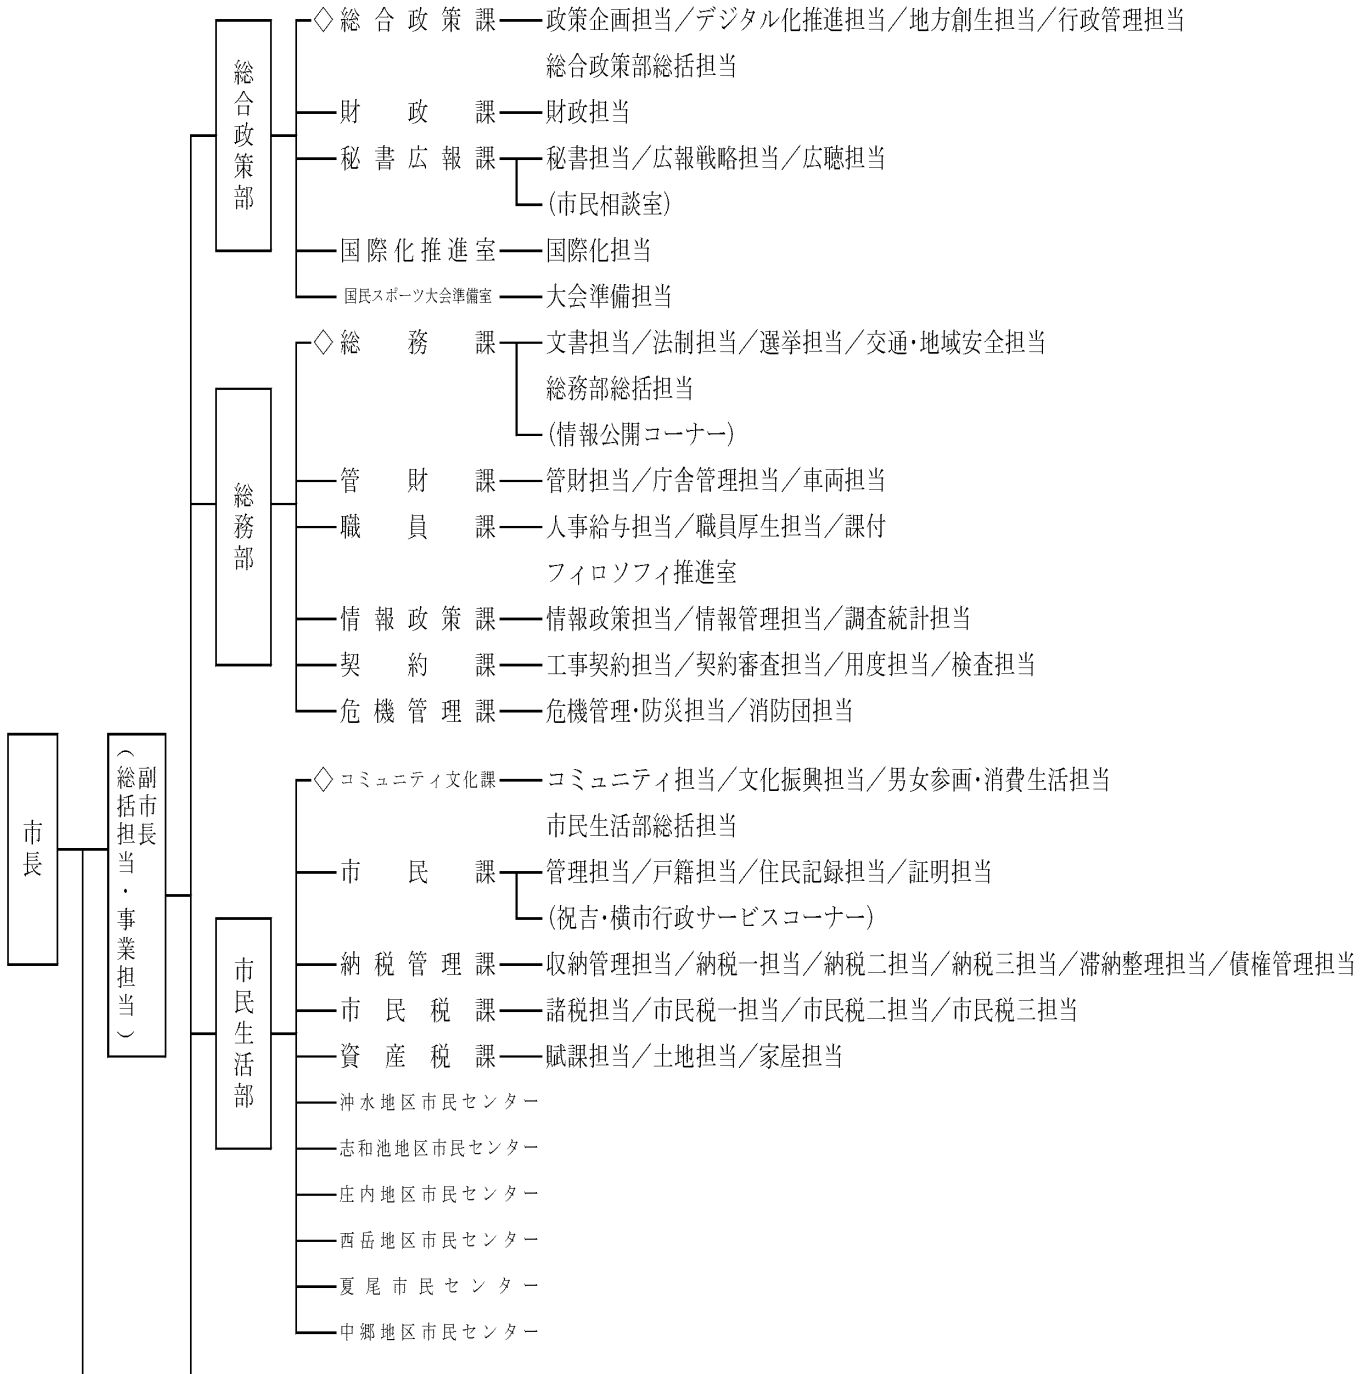 市長
副市長
（総括担当・事業担当）
総合政策部
◇総合政策課 政策企画担当／デジタル化推進担当／地方創生担当／行政管理担当
総合政策部総括担当
財政課 財政担当
秘書広報課 秘書担当／広報戦略担当／広聴担当
（市民相談室）
国際化推進室 国際化担当
国民スポーツ大会準備室 大会準備担当
総務部
◇総務課 文書担当／法制担当／選挙担当／交通・地域安全担当
総務部総括担当
（情報公開コーナー）
管財課 管財担当／庁舎管理担当／車両担当
職員課 人事給与担当／職員厚生担当／課付
フィロソフィ推進室
情報政策課 情報政策担当／情報管理担当／調査統計担当
契約課 工事契約担当／契約審査担当／用度担当／検査担当
危機管理課 危機管理・防災担当／消防団担当
市民生活部
◇コミュニティ文化課 コミュニティ担当／文化振興担当／男女参画・消費生活担当
市民生活部総括担当
市民課 管理担当／戸籍担当／住民記録担当／証明担当
（祝吉・横市行政サービスコーナー）
納税管理課 収納管理担当／納税一担当／納税二担当／納税三担当／滞納整理担当／債権管理担当
市民税課 諸税担当／市民税一担当／市民税二担当／市民税三担当
資産税課 賦課担当／土地担当／家屋担当
沖水地区市民センター
志和池地区市民センター
庄内地区市民センター
西岳地区市民センター
夏尾市民センター
中郷地区市民センター